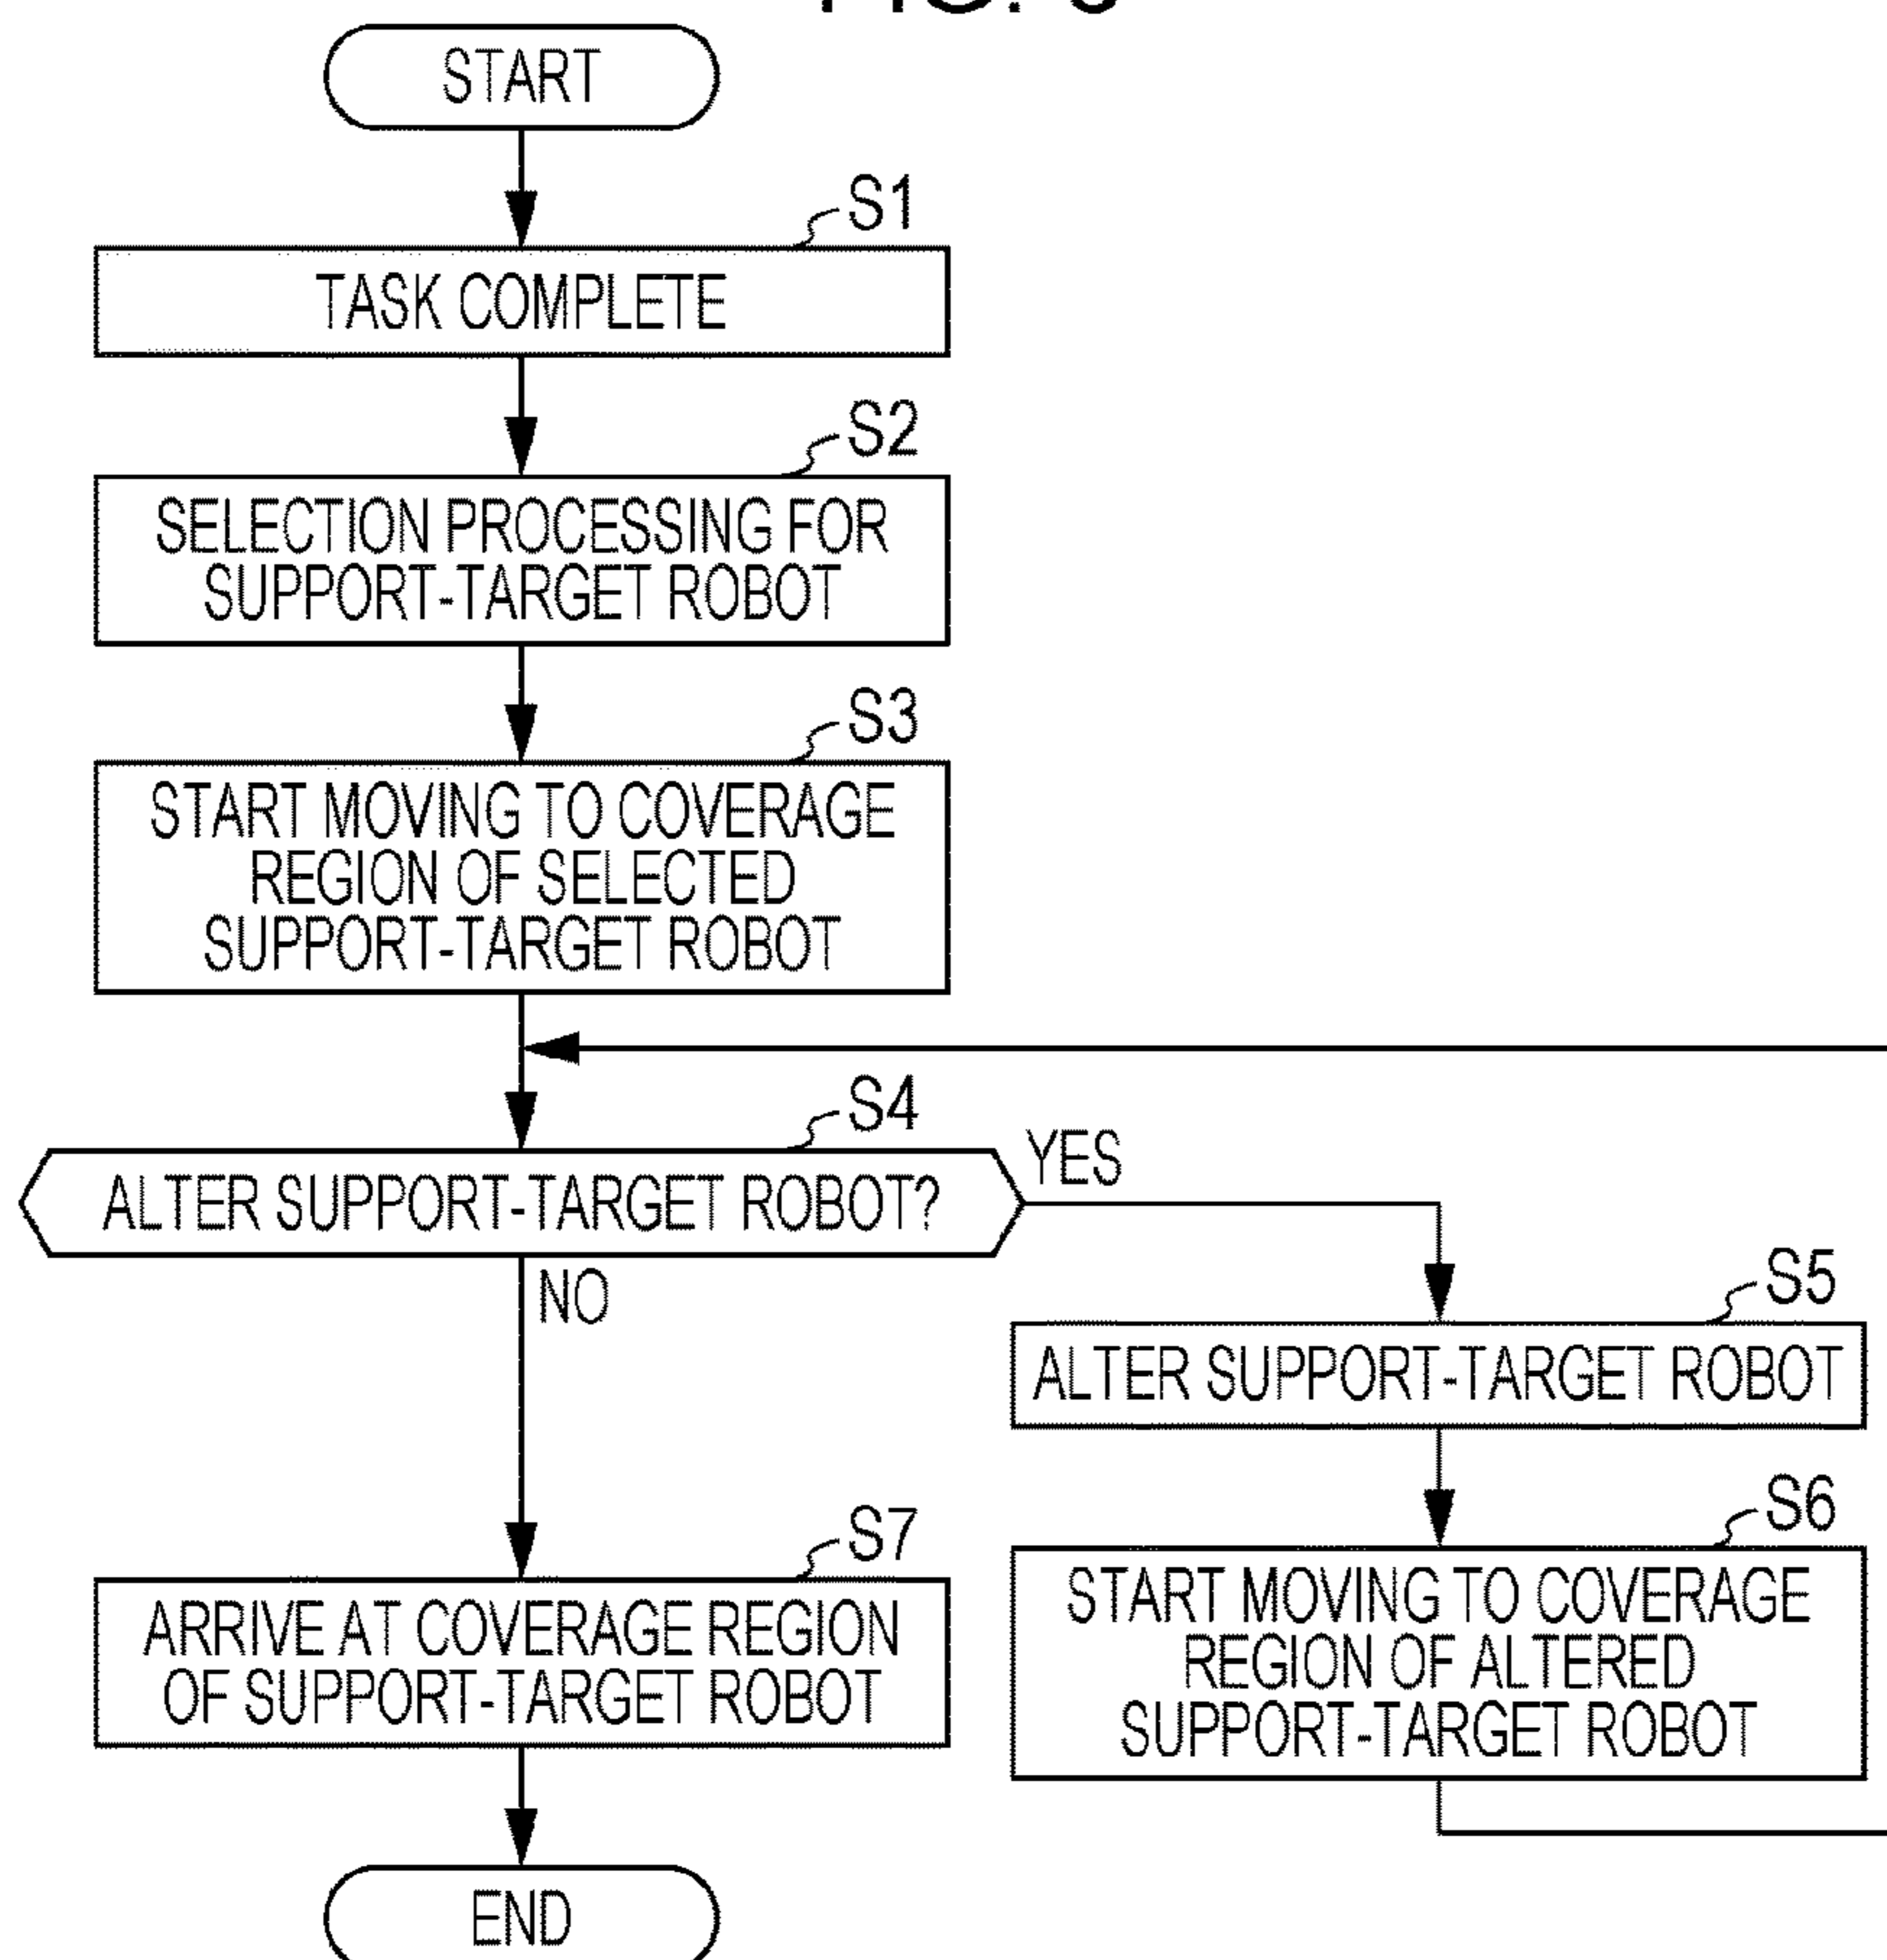 START
S1
TASK COMPLETE
S2
SELECTION PROCESSING FOR
SUPPORT-TARGET ROBOT
S3
START MOVING TO COVERAGE
REGION OF SELECTED
SUPPORT-TARGET ROBOT
S4
ALTER SUPPORT-TARGET ROBOT?
YES
NO
S5
ALTER SUPPORT-TARGET ROBOT
S6
START MOVING TO COVERAGE
REGION OF ALTERED
SUPPORT-TARGET ROBOT
S7
ARRIVE AT COVERAGE REGION
OF SUPPORT-TARGET ROBOT
END